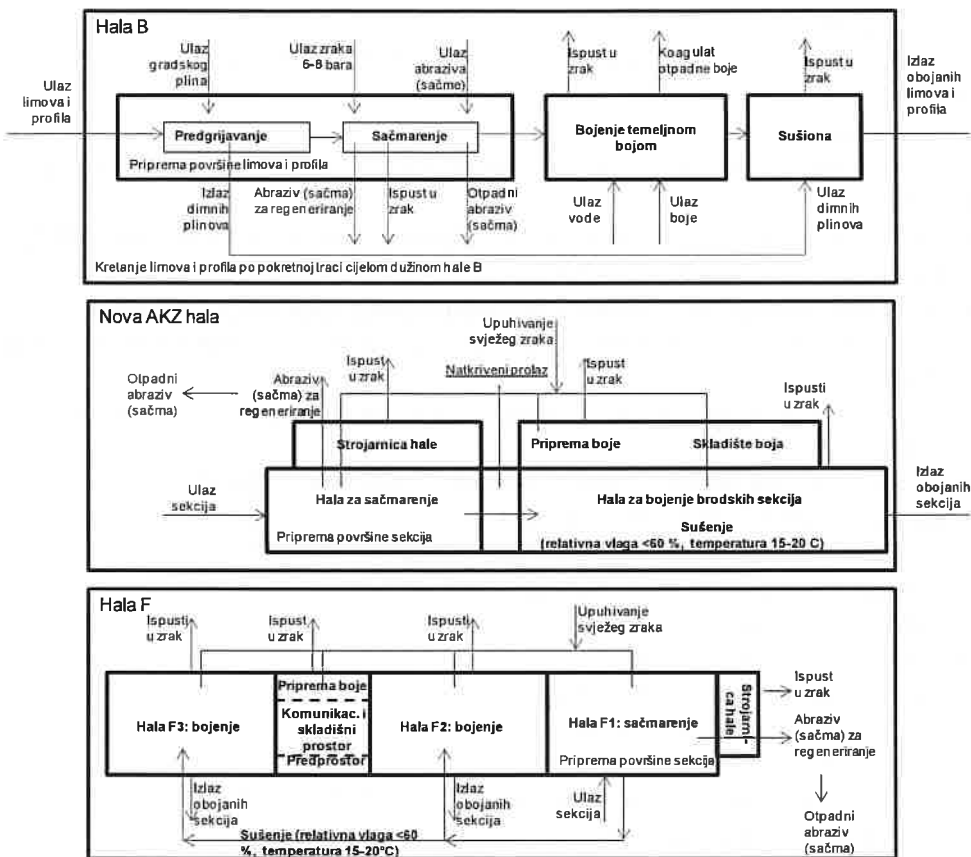 Hala B
Ulaz
gradskog
plina
Ulaz zraka
6-8 bara
Ulaz
abraziva
(sačme)
Ispust u
zrak
Koagulat
otpadne boje
Ispust u
zrak
Izlaz
obojanih
limova i
profila
Ulaz
limova i
profila
Predgrijavanje
Sačmarenje
Priprema površine limova i profila
Bojenje temeljnom
bojom
Sušiona
Izlaz
dimnih
plinova
Abraziv (sačma)
za regeneriranje
Ispust u
zrak
Otpadni
abraziv
(sačma)
Ulaz
vode
Ulaz
boje
Ulaz
dimnih
plinova
Kretanje limova i profila po pokretnoj traci cijelom dužinom hale B
Nova AKZ hala
Upuhivanje
svježeg zraka
Otpadni
abraziv
(sačma)
Abraziv
(sačma) za
regeneriranje
Ispust
u zrak
Natkriveni prolaz
Ispust
u zrak
Ispusti
u zrak
Strojarnica hale
Priprema boje
Skladište boja
Ulaz
sekcija
Hala za sačmarenje
Priprema površine sekcija
Hala za bojenje brodskih sekcija
Sušenje
(relativna vlaga <60 %, temperatura 15-20 C)
Izlaz
obojanih
sekcija
Hala F
Ispusti
u zrak
Ispust
u zrak
Ispusti
u zrak
Upuhivanje
svježeg zraka
Hala F3: bojenje
Priprema boje
Komunikac. i
skladišni
prostor
Predprostor
Hala F2: bojenje
Hala F1: sačmarenje
Priprema površine sekcija
Strojarni-
ca hale
Ispust
u zrak
Abraziv
(sačma) za
regeneriranje
Izlaz
obojanih
sekcija
Izlaz
obojanih
sekcija
Ulaz
sekcija
Sušenje (relativna vlaga <60
%, temperatura 15-20°C)
Otpadni
abraziv
(sačma)